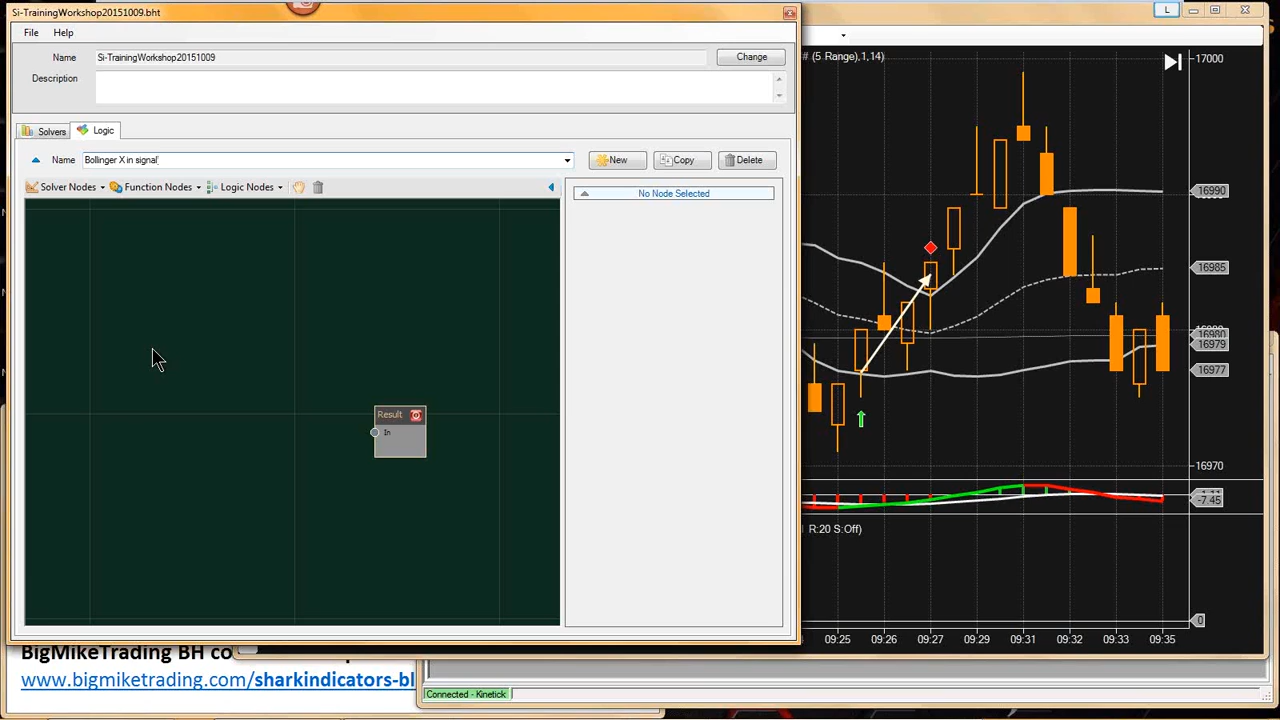 Si-TrainingWorkshop20151009.bht
File Help
Name Si-TrainingWorkshop20151009 Change
Description
Solvers Logic
Name Bollinger X in signal New Copy Delete
Solver Nodes Function Nodes Logic Nodes
No Node Selected
Result
In
L
(5 Range),1,14)
17000
16990
16985
16980
16979
16977
16970
-7.45
R:20 S:Off)
0
09:25 09:26 09:27 09:29 09:31 09:32 09:33 09:35
BigMikeTrading BH co
www.bigmiketrading.com/sharkindicators-bl
Connected - Kinetick